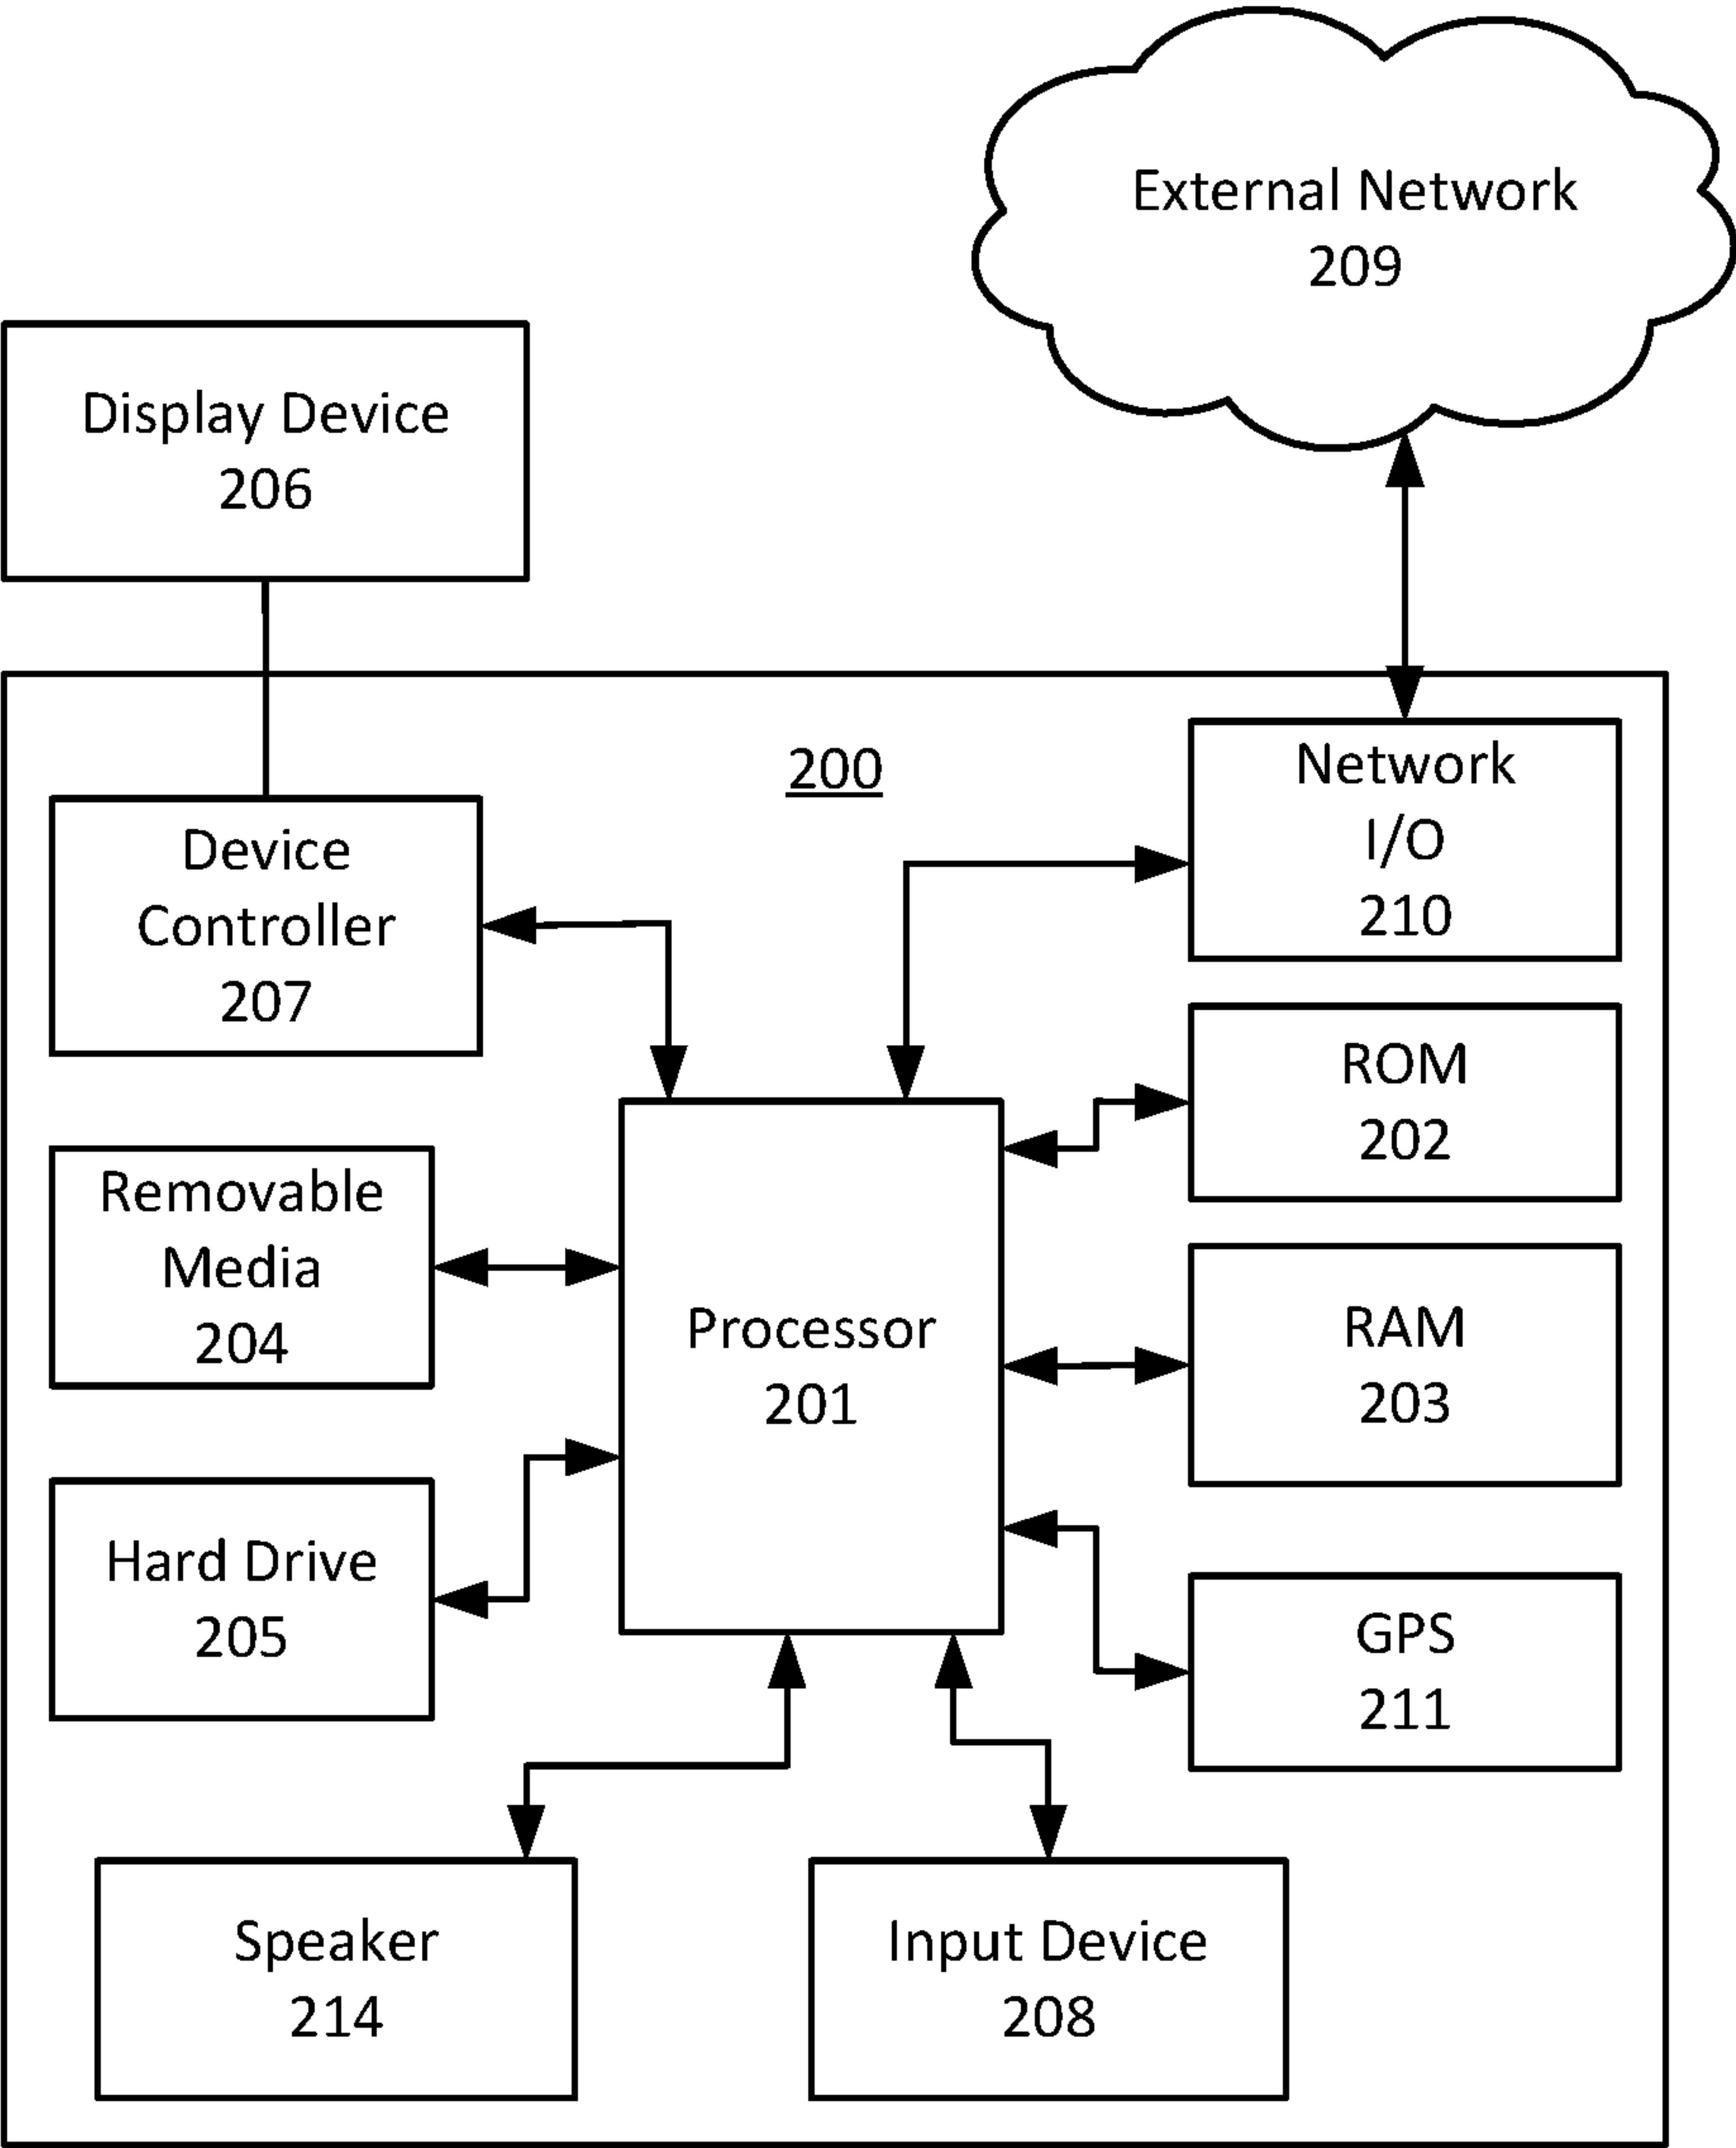 External Network
209
Display Device
206
200
Network
I/O
210
Device
Controller
207
ROM
202
Removable
Media
204
Processor
201
RAM
203
Hard Drive
205
GPS
211
Speaker
214
Input Device
208